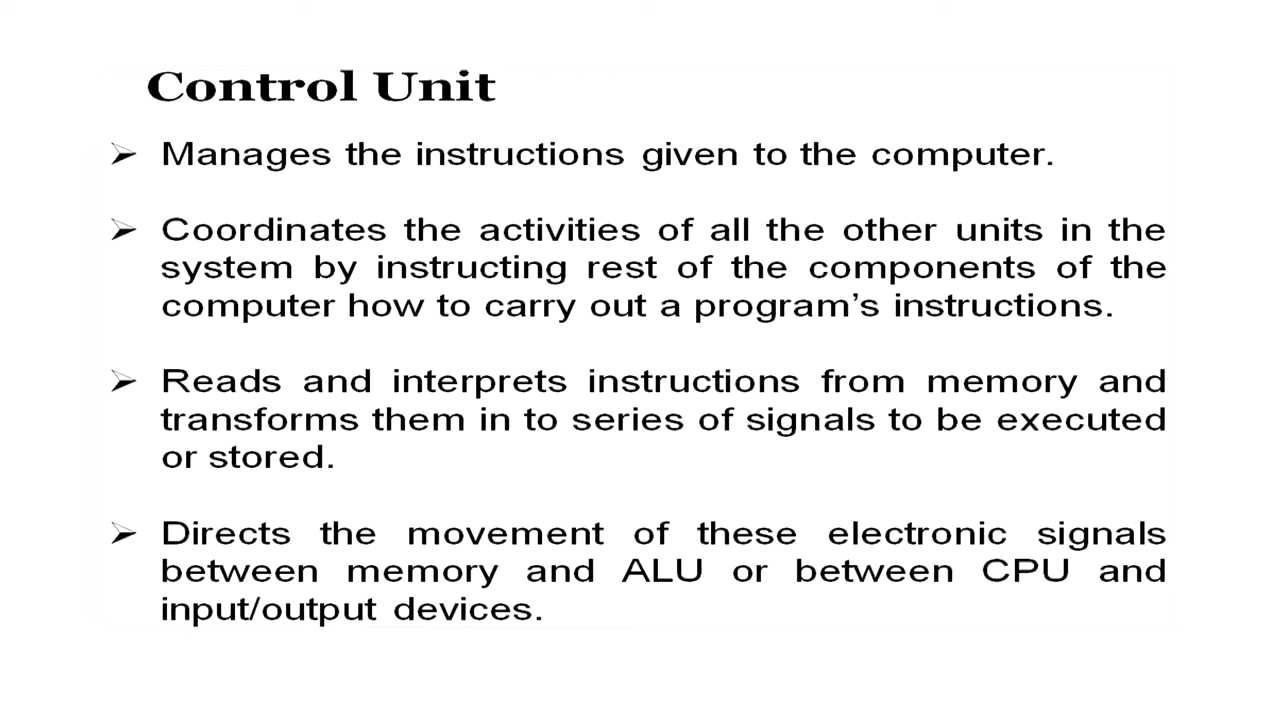 Control Unit
➢ Manages the instructions given to the computer.
➢ Coordinates the activities of all the other units in the
system by instructing rest of the components of the
computer how to carry out a program’s instructions.
➢ Reads and interprets instructions from memory and
transforms them in to series of signals to be executed
or stored.
➢ Directs the movement of these electronic signals
between memory and ALU or between CPU and
input/output devices.